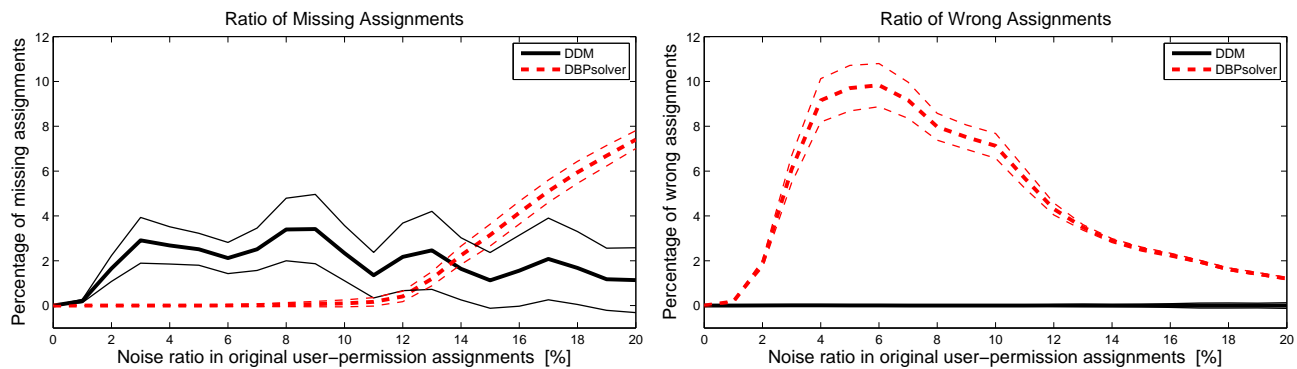 Ratio of Missing Assignments
Percentage of missing assignments
12
10
8
6
4
2
0
DDM
DBPsolver
0 2 4 6 8 10 12 14 16 18 20
Noise ratio in original user−permission assignments [%]
Ratio of Wrong Assignments
Percentage of wrong assignments
12
10
8
6
4
2
0
DDM
DBPsolver
0 2 4 6 8 10 12 14 16 18 20
Noise ratio in original user−permission assignments [%]